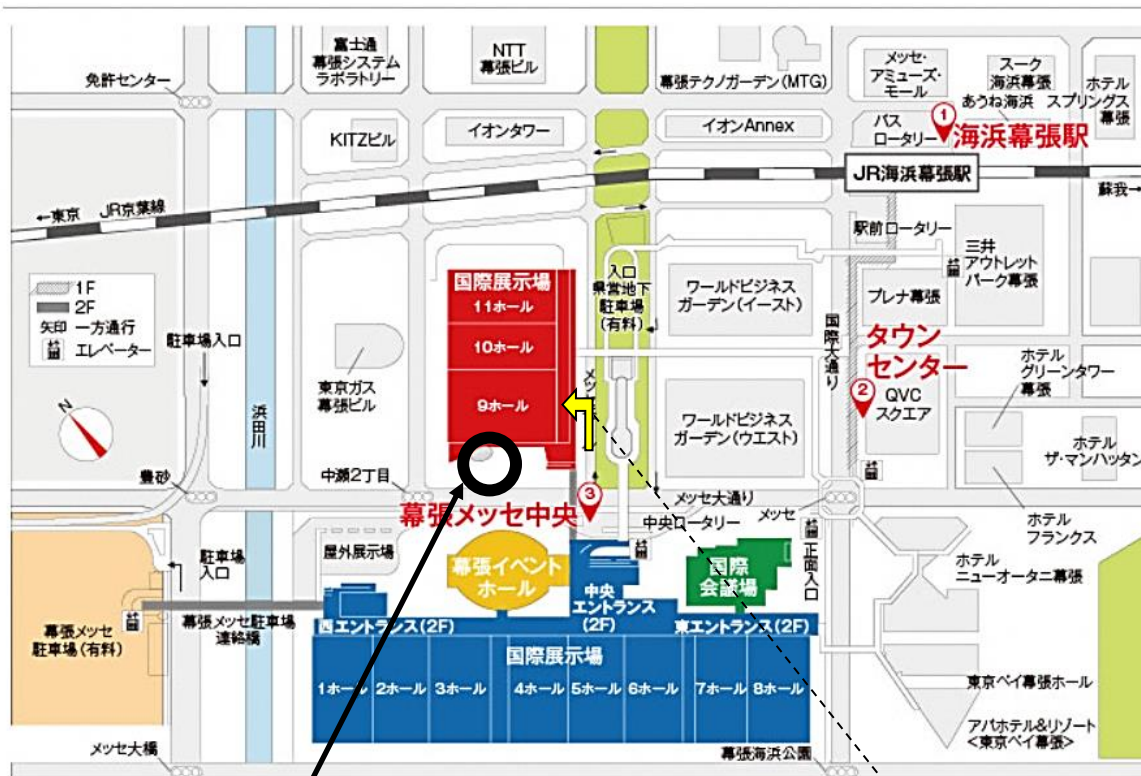 富士通
幕張システム
ラボラトリー
NTT
幕張ビル
幕張テクノガーデン(MTG)
メッセ・
アミューズ・
モール
スーク
海浜幕張
あうね海浜
ホテル
スプリングス
幕張
免許センター
KITZビル
イオンタワー
イオンAnnex
バス
ロータリー
1
海浜幕張駅
JR海浜幕張駅
蘇我→
←東京 JR京葉線
駅前ロータリー
三井
アウトレット
パーク幕張
1F
2F
矢印 一方通行
エレベーター
駐車場入口
国際展示場
11ホール
10ホール
9ホール
入口
県営地下
駐車場
(有料)
ワールドビジネス
ガーデン(イースト)
プレナ幕張
国際大通り
タウン
センター
2
QVC
スクエア
ホテル
グリーンタワー
幕張
東京ガス
幕張ビル
N
浜田川
ワールドビジネス
ガーデン(ウエスト)
ホテル
ザ・マンハッタン
豊砂
中瀬2丁目
幕張メッセ中央
3
メッセ大通り
中央ロータリー
メッセ
ホテル
フランクス
駐車場
入口
屋外展示場
幕張イベント
ホール
中央
エントランス
(2F)
国際
会議場
正面入口
ホテル
ニューオータニ幕張
幕張メッセ
駐車場(有料)
幕張メッセ駐車場
連絡橋
西エントランス(2F)
東エントランス(2F)
国際展示場
1ホール
2ホール
3ホール
4ホール
5ホール
6ホール
7ホール
8ホール
東京ベイ幕張ホール
アパホテル&リゾート
<東京ベイ幕張>
メッセ大橋
幕張海浜公園